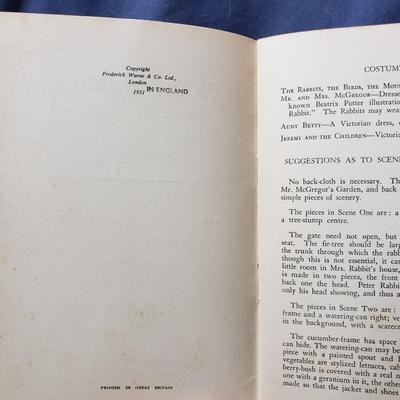 Copyright
Frederick Warne & Co. Ltd.,
London
1951 IN ENGLAND
PRINTED IN GREAT BRITAIN
COSTUM
THE RABBITS, THE BIRDS, THE MOUS
MR. AND MRS. MCGREGOR—Dresse
known Beatrix Potter illustratio
Rabbit." The Rabbits may wea
AUNT BETTY—A Victorian dress,
JEREMY AND THE CHILDREN—Victoria
SUGGESTIONS AS TO SCENE
No back-cloth is necessary. Th
Mr. McGregor's Garden, and back
simple pieces of scenery.
The pieces in Scene One are: a
a tree-stump centre.
The gate need not open, but
seat. The fir-tree should be larg
the trunk through which the rabb
though this is not essential, it can
little room in Mrs. Rabbit's house,
is made in two pieces, the front
back one the head. Peter Rabbi
only his head showing, and thus a
The pieces in Scene Two are:
frame and a watering-can right; ve
in the background, with a scarec
The cucumber-frame has space
can hide. The watering-can may be
piece with a painted spout and h
vegetables are stylized lettuces, cab
berry-bush is covered with a real n
one with a geranium in it, the oth
made so that the jacket and shoes